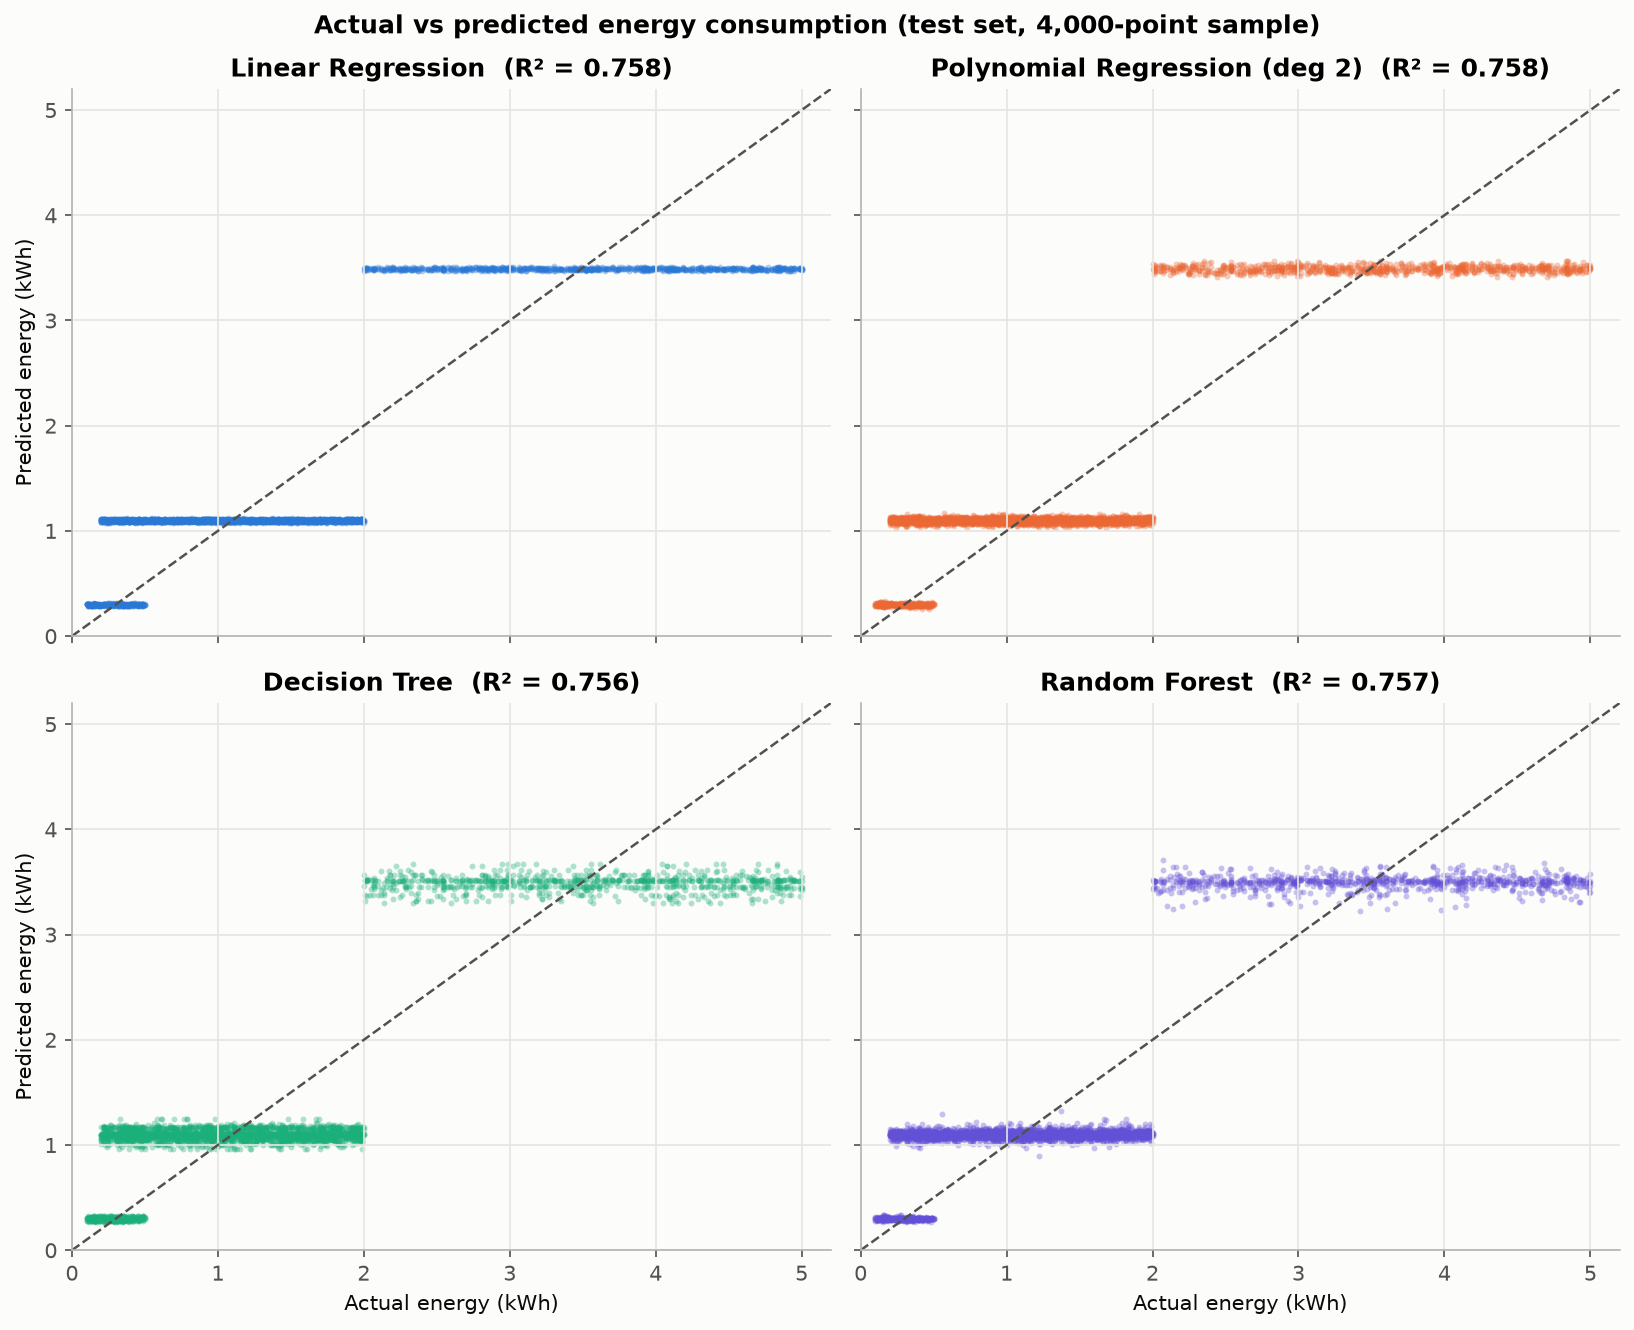 Actual vs predicted energy consumption (test set, 4,000-point sample)
Linear Regression (R² = 0.758)
Polynomial Regression (deg 2) (R² = 0.758)
Predicted energy (kWh)
5
4
3
2
1
0
Decision Tree (R² = 0.756)
Random Forest (R² = 0.757)
Predicted energy (kWh)
5
4
3
2
1
0
0 1 2 3 4 5
0 1 2 3 4 5
Actual energy (kWh)
Actual energy (kWh)